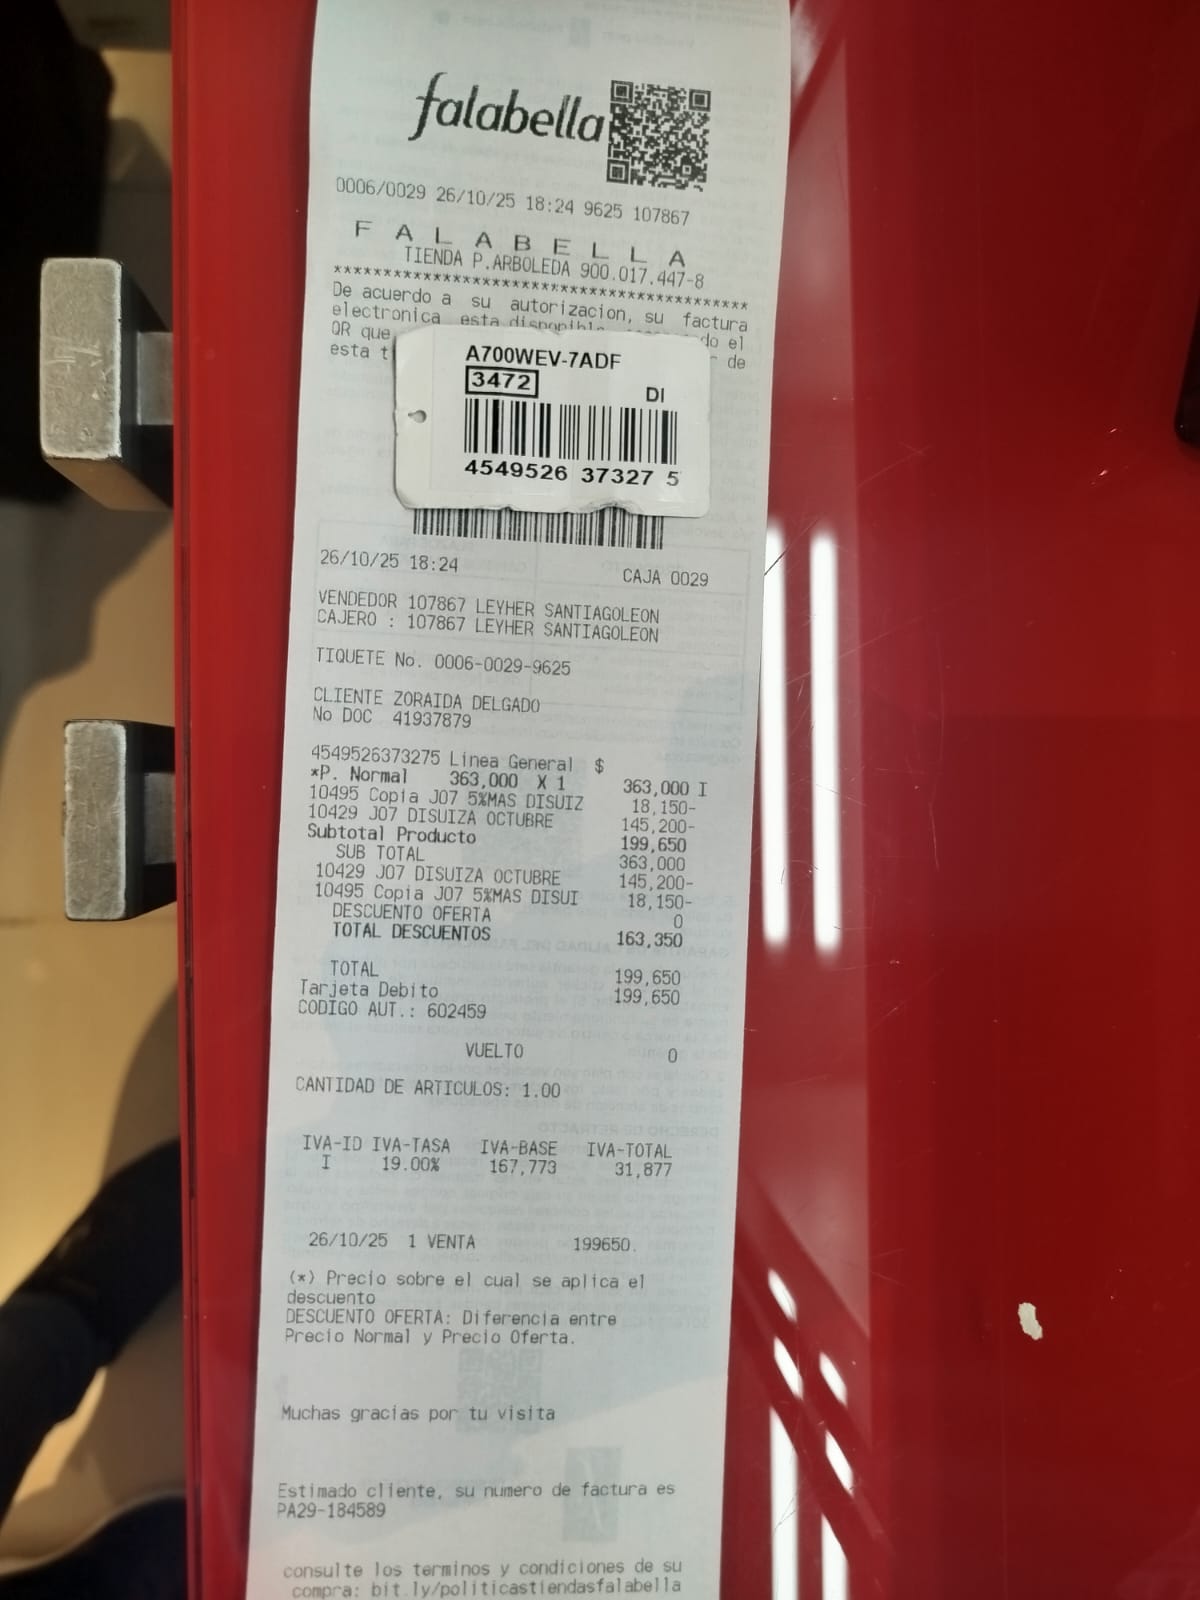 falabella
0006/0029 26/10/25 18:24 9625 107867
F A L A B E L L A
TIENDA P.ARBOLEDA 900.017.447-8
******************************************
De acuerdo a su autorizacion, su factura
electronica esta disponible do el
QR que de
esta
A700WEV-7ADF
3472
DI
4549526 37327 5
26/10/25 18:24 CAJA 0029
VENDEDOR 107867 LEYHER SANTIAGOLEON
CAJERO : 107867 LEYHER SANTIAGOLEON
TIQUETE No. 0006-0029-9625
CLIENTE ZORAIDA DELGADO
No DOC 41937879
4549526373275 Linea General $
*P. Normal 363,000 X 1 363,000 I
10495 Copia J07 5%MAS DISUIZ 18,150-
10429 J07 DISUIZA OCTUBRE 145,200-
Subtotal Producto 199,650
SUB TOTAL 363,000
10429 J07 DISUIZA OCTUBRE 145,200-
10495 Copia J07 5%MAS DISUI 18,150-
DESCUENTO OFERTA 0
TOTAL DESCUENTOS 163,350
TOTAL 199,650
Tarjeta Debito 199,650
CODIGO AUT.: 602459
VUELTO 0
CANTIDAD DE ARTICULOS: 1.00
IVA-ID IVA-TASA IVA-BASE IVA-TOTAL
I 19.00% 167,773 31,877
26/10/25 1 VENTA 199650.
(*) Precio sobre el cual se aplica el
descuento
DESCUENTO OFERTA: Diferencia entre
Precio Normal y Precio Oferta.
Muchas gracias por tu visita
Estimado cliente, su numero de factura es
PA29-184589
consulte los terminos y condiciones de su
compra: bit.ly/politicastiendasfalabella